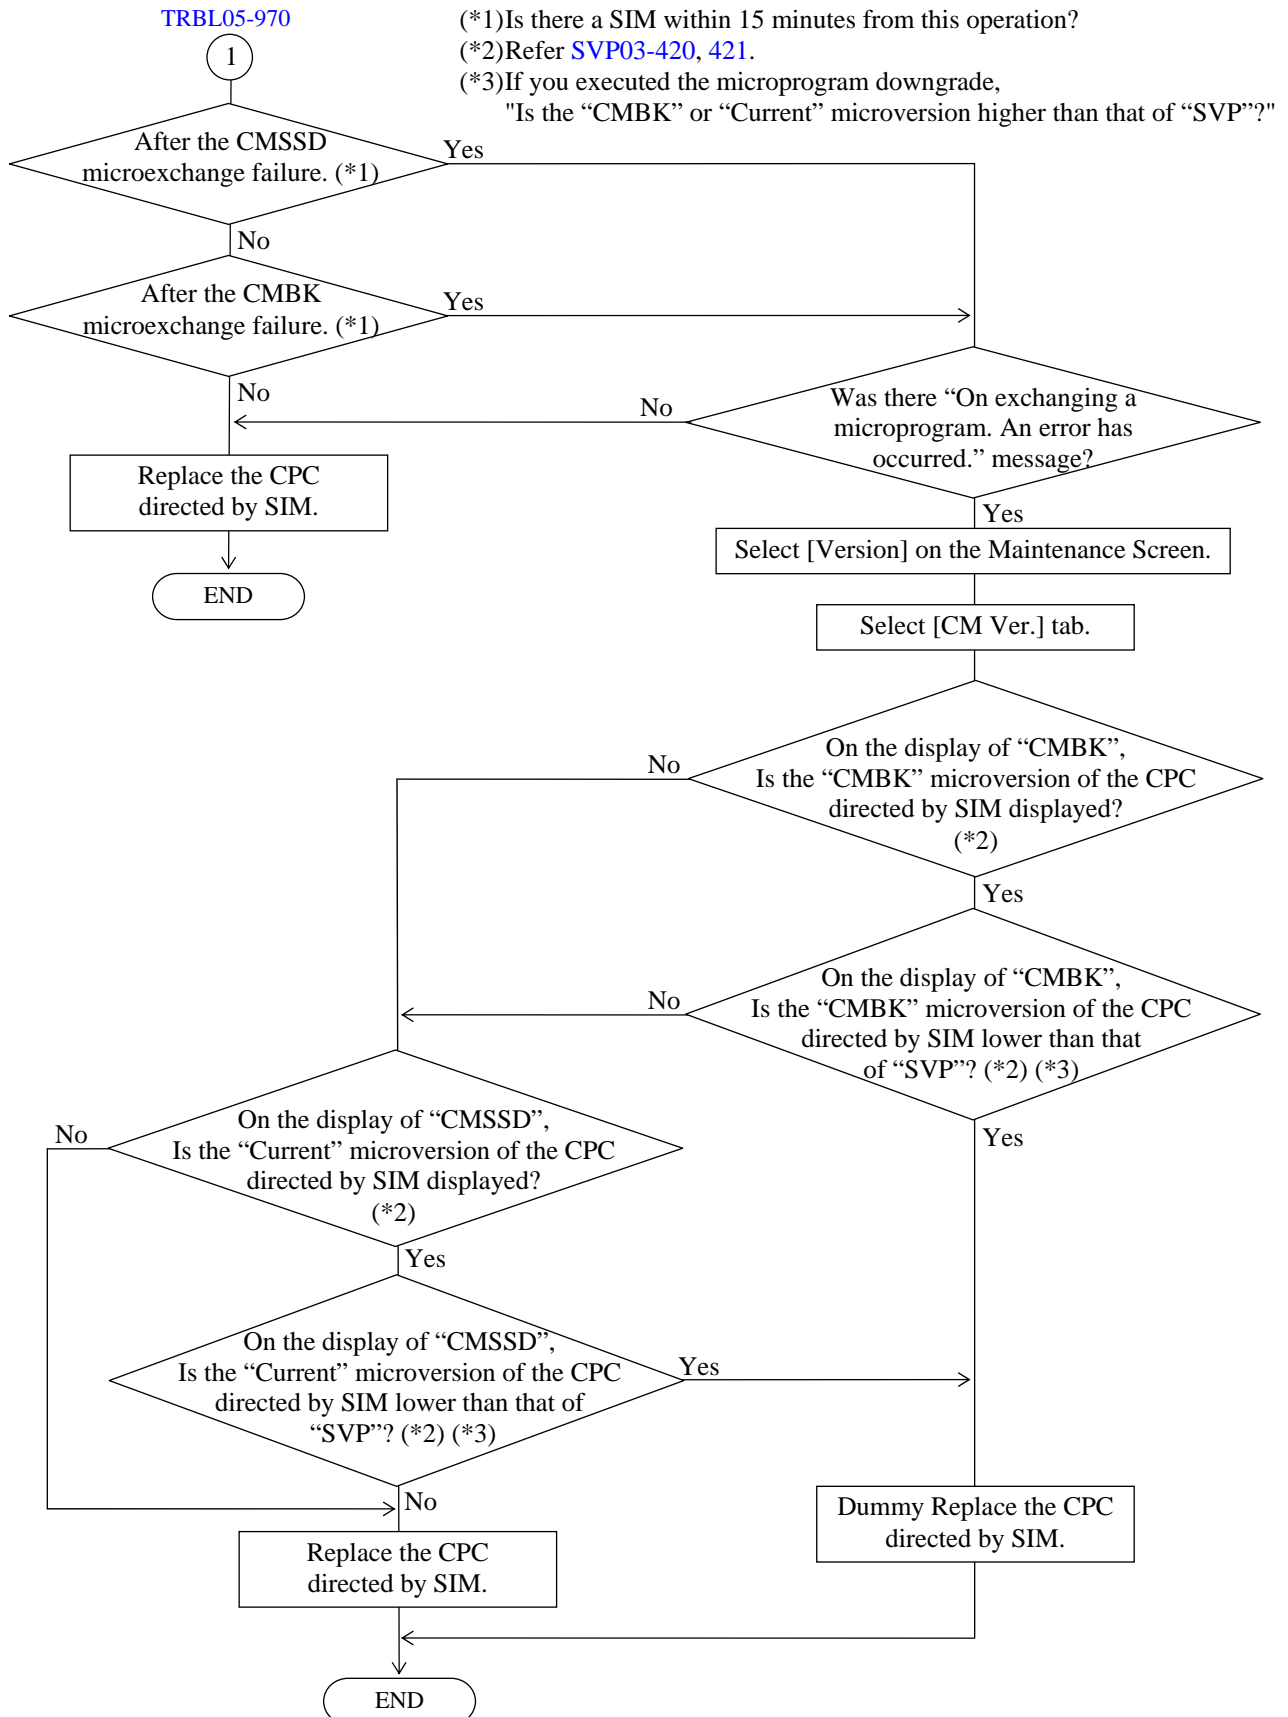 TRBL05-970
1
(*1)Is there a SIM within 15 minutes from this operation?
(*2)Refer SVP03-420, 421.
(*3)If you executed the microprogram downgrade,
"Is the “CMBK” or “Current” microversion higher than that of “SVP”?"
After the CMSSD
microexchange failure. (*1)
Yes
No
After the CMBK
microexchange failure. (*1)
Yes
No
Was there “On exchanging a
microprogram. An error has
occurred.” message?
No
Yes
Replace the CPC
directed by SIM.
END
Select [Version] on the Maintenance Screen.
Select [CM Ver.] tab.
On the display of “CMBK”,
Is the “CMBK” microversion of the CPC
directed by SIM displayed?
(*2)
No
Yes
On the display of “CMBK”,
Is the “CMBK” microversion of the CPC
directed by SIM lower than that
of “SVP”? (*2) (*3)
No
Yes
On the display of “CMSSD”,
Is the “Current” microversion of the CPC
directed by SIM displayed?
(*2)
No
Yes
On the display of “CMSSD”,
Is the “Current” microversion of the CPC
directed by SIM lower than that of
“SVP”? (*2) (*3)
Yes
No
Replace the CPC
directed by SIM.
Dummy Replace the CPC
directed by SIM.
END